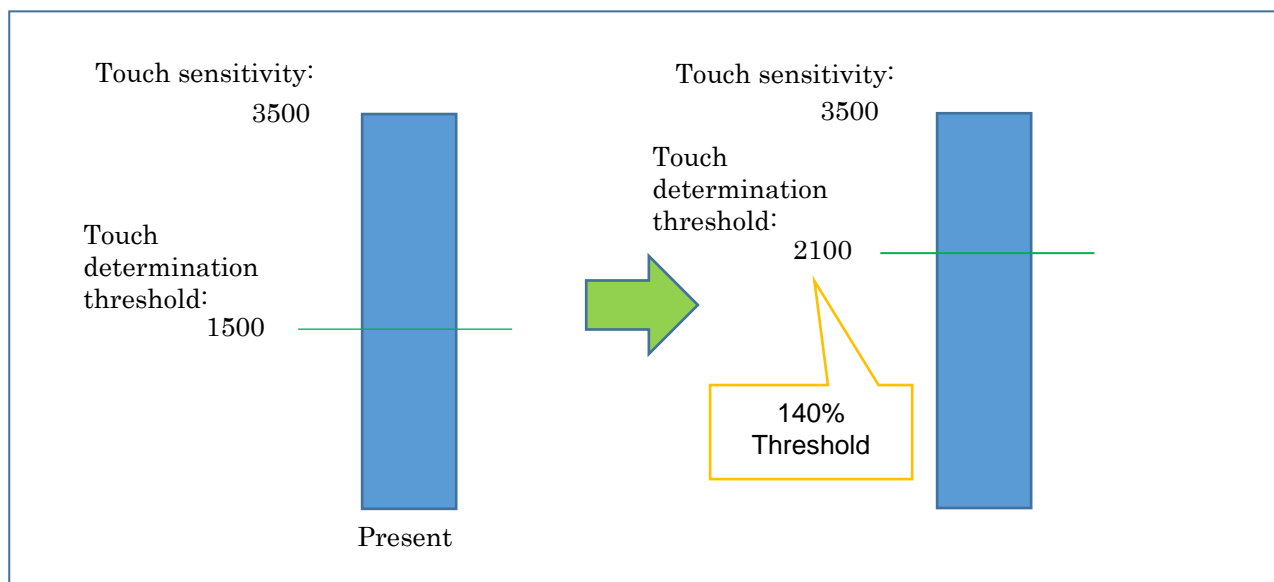 Touch sensitivity:
3500
Touch
determination
threshold:
1500
Present
Touch sensitivity:
3500
Touch
determination
threshold:
2100
140%
Threshold